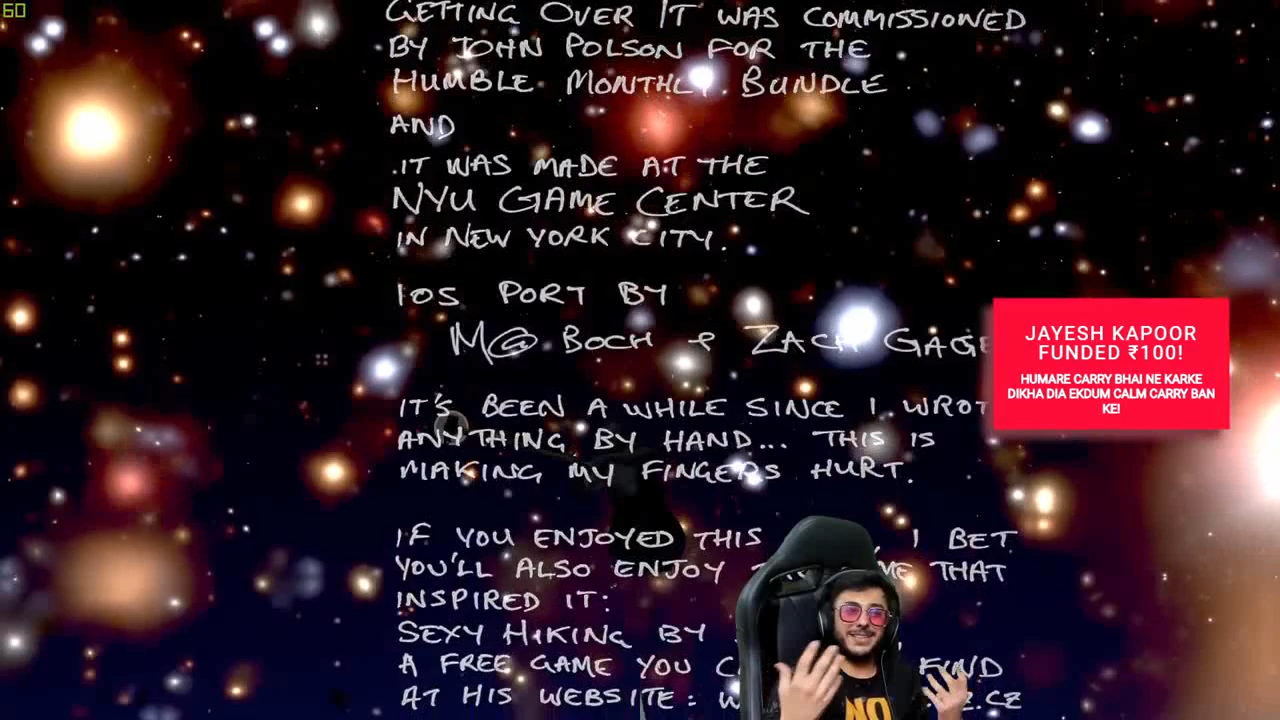 60
GETTING OVER IT WAS COMMISSIONED
BY JOHN POLSON FOR THE
HUMBLE MONTHLY BUNDLE
AND
IT WAS MADE AT THE
NYU GAME CENTER
IN NEW YORK CITY.
IOS PORT BY
M@ BOCH & ZACH GAGE
JAYESH KAPOOR
FUNDED ₹100!
HUMARE CARRY BHAI NE KARKE
DIKHA DIA EKDUM CALM CARRY BAN
KEI
IT'S BEEN A WHILE SINCE I WROT
ANYTHING BY HAND... THIS IS
MAKING MY FINGERS HURT.
IF YOU ENJOYED THIS , I BET
YOU'LL ALSO ENJOY THAT
INSPIRED IT:
SEXY HIKING BY
A FREE GAME YOU FIND
AT HIS WEBSITE:
NO